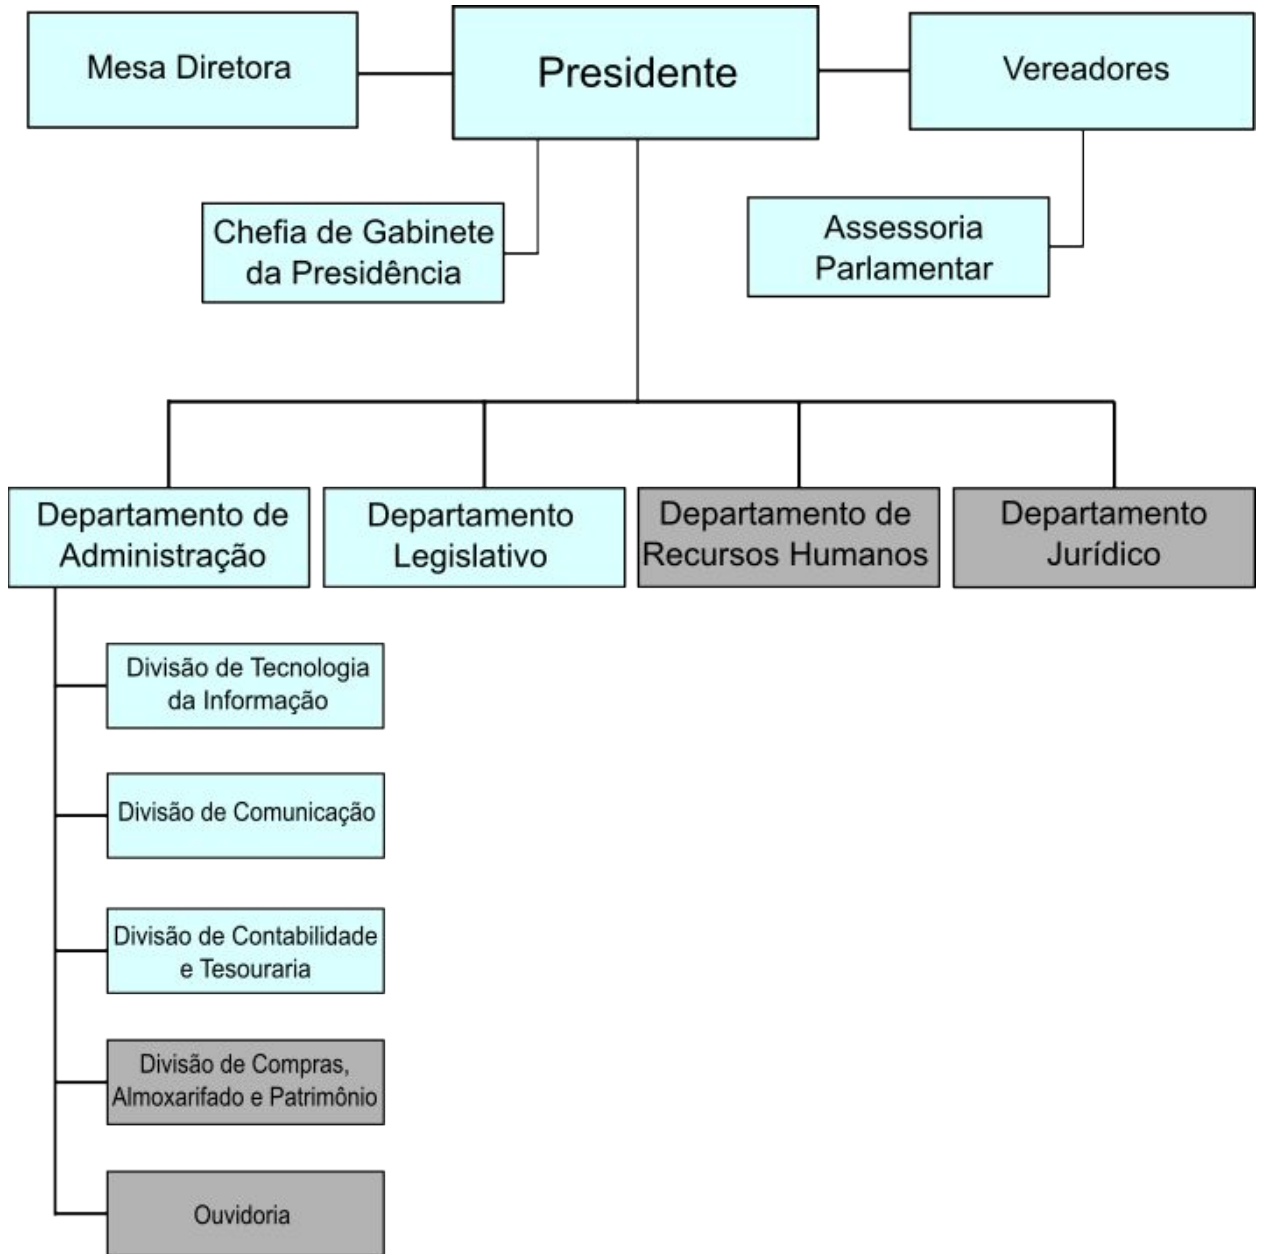 Mesa Diretora
Presidente
Vereadores
Chefia de Gabinete
da Presidência
Assessoria
Parlamentar
Departamento de
Administração
Departamento
Legislativo
Departamento de
Recursos Humanos
Departamento
Jurídico
Divisão de Tecnologia
da Informação
Divisão de Comunicação
Divisão de Contabilidade
e Tesouraria
Divisão de Compras,
Almoxarifado e Patrimônio
Ouvidoria